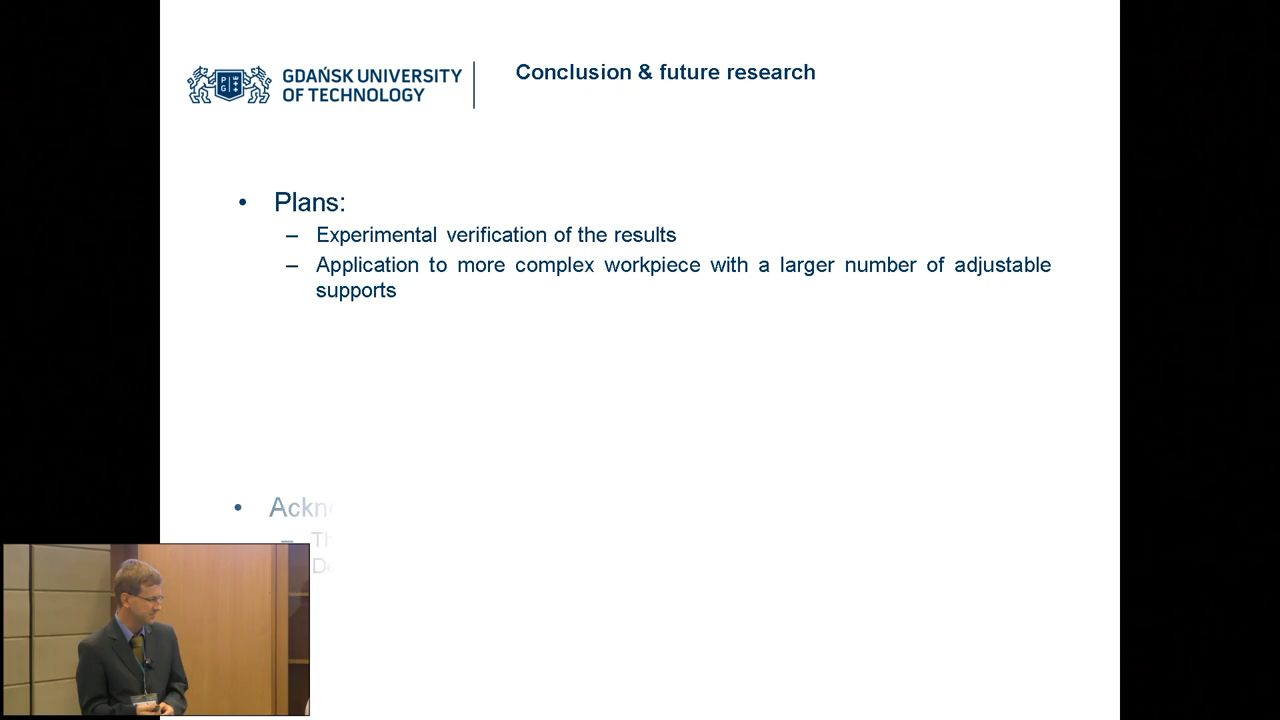 GDAŃSK UNIVERSITY
OF TECHNOLOGY
Conclusion & future research
• Plans:
– Experimental verification of the results
– Application to more complex workpiece with a larger number of adjustable
supports